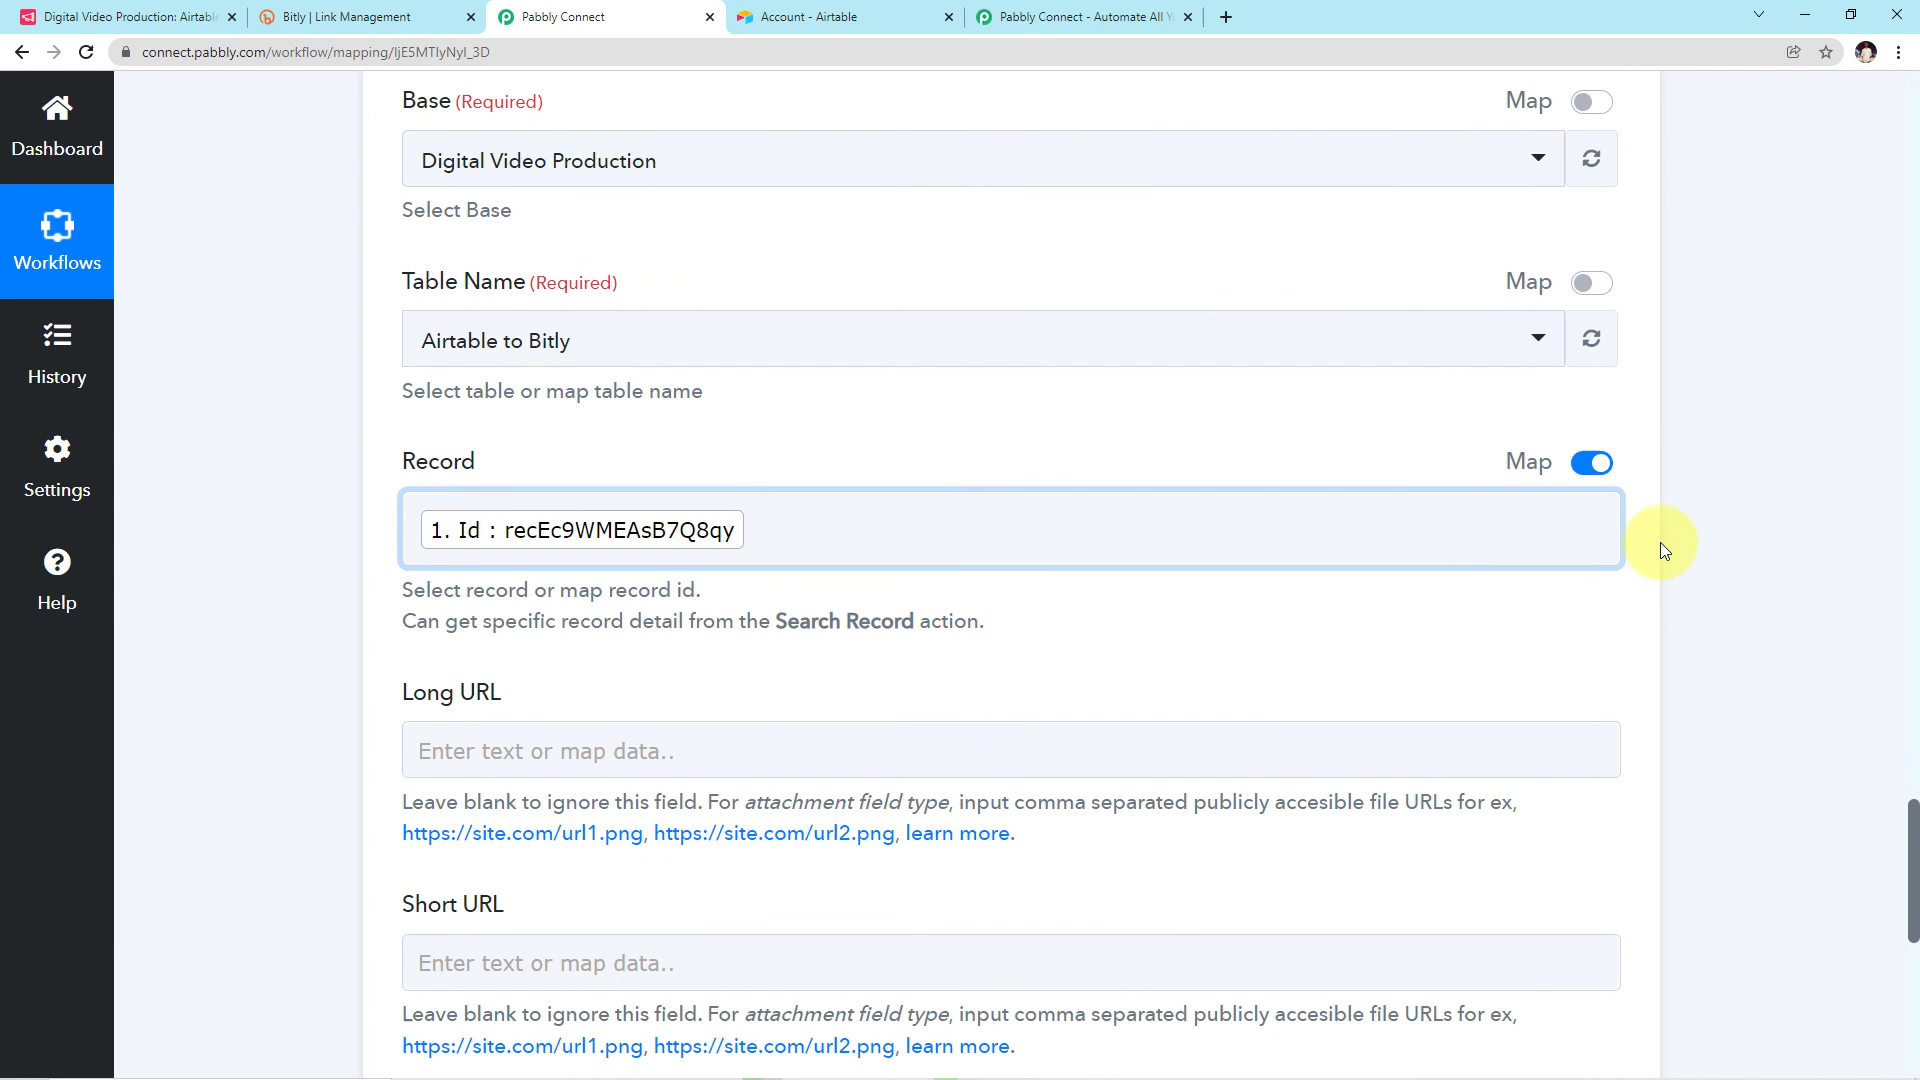 Digital Video Production: Airtable
Bitly | Link Management
Pabbly Connect
Account - Airtable
Pabbly Connect - Automate All Y
connect.pabbly.com/workflow/mapping/IjE5MTIyNyI_3D
Dashboard
Workflows
History
Settings
Help
Base (Required)
Map
Digital Video Production
Select Base
Table Name (Required)
Map
Airtable to Bitly
Select table or map table name
Record
Map
1. Id : recEc9WMEAsB7Q8qy
Select record or map record id.
Can get specific record detail from the Search Record action.
Long URL
Enter text or map data..
Leave blank to ignore this field. For attachment field type, input comma separated publicly accesible file URLs for ex,
https://site.com/url1.png, https://site.com/url2.png, learn more.
Short URL
Enter text or map data..
Leave blank to ignore this field. For attachment field type, input comma separated publicly accesible file URLs for ex,
https://site.com/url1.png, https://site.com/url2.png, learn more.